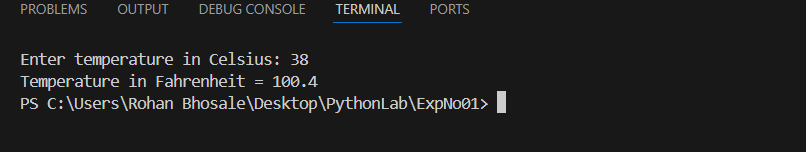 PROBLEMS OUTPUT DEBUG CONSOLE TERMINAL PORTS
Enter temperature in Celsius: 38
Temperature in Fahrenheit = 100.4
PS C:\Users\Rohan Bhosale\Desktop\PythonLab\ExpNo01>